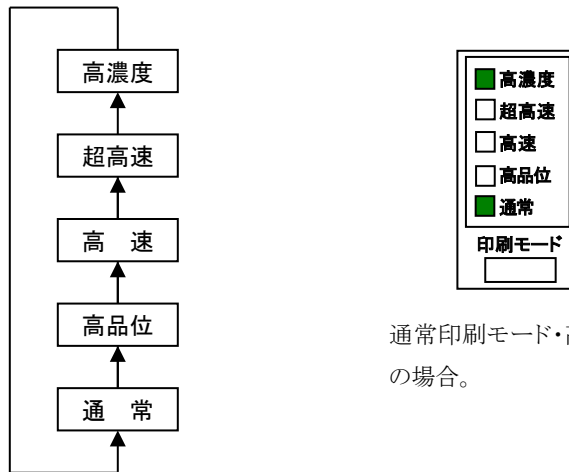 高濃度
超高速
高　速
高品位
通　常
高濃度
超高速
高速
高品位
通常
印刷モード
通常印刷モード・
の場合。